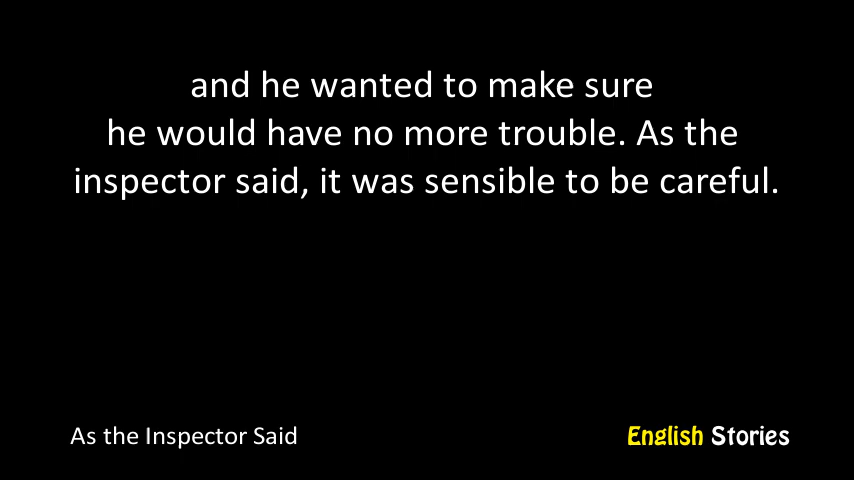 and he wanted to make sure
he would have no more trouble. As the
inspector said, it was sensible to be careful.
As the Inspector Said
English Stories